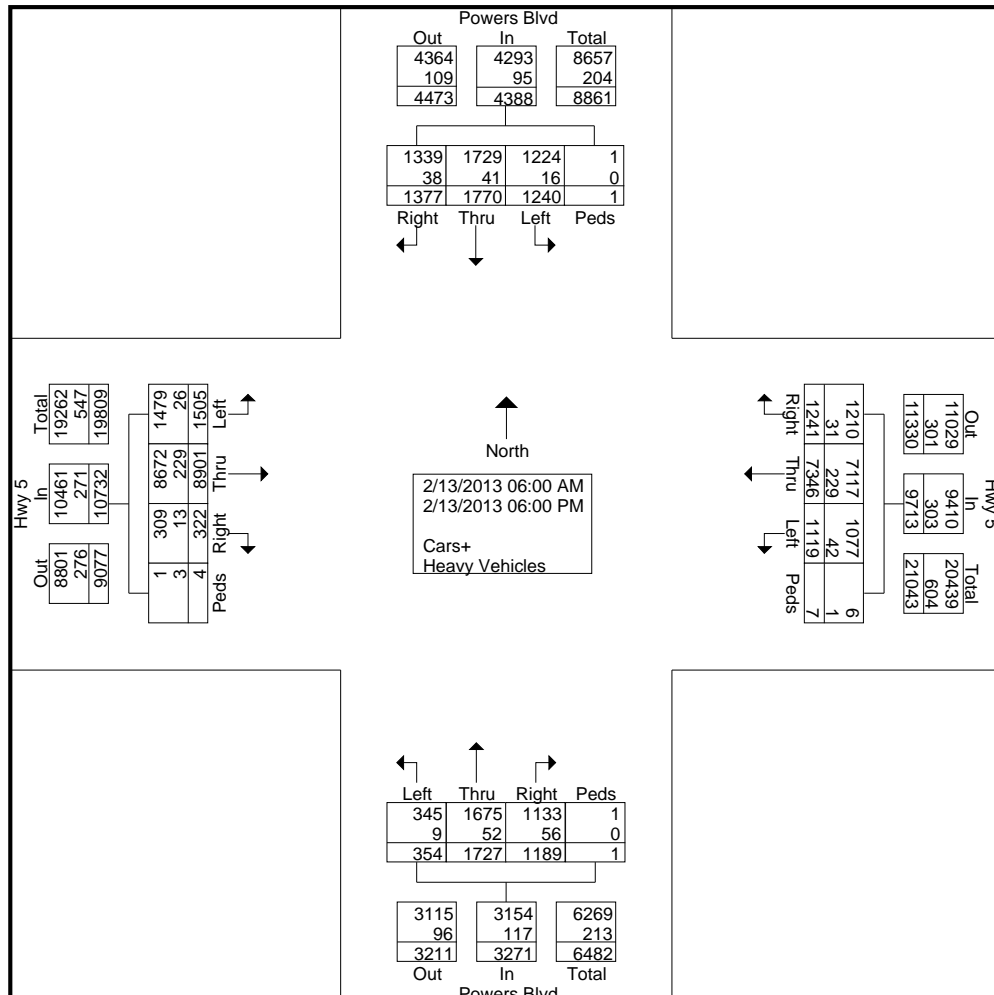 Powers Blvd
Out In Total
4364 4293 8657
109 95 204
4473 4388 8861
1339 1729 1224 1
38 41 16 0
1377 1770 1240 1
Right Thru Left Peds
Hwy 5
Total In Out
19262 10461 8801
547 271 276
19809 10732 9077
1479 8672 309 1
26 229 13 3
1505 8901 322 4
Left Thru Right Peds
North
2/13/2013 06:00 AM
2/13/2013 06:00 PM
Cars+
Heavy Vehicles
Right Thru Left Peds
1241 7346 1119 7
31 229 42 1
1210 7117 1077 6
Out In Total
11029 9410 20439
301 303 604
11330 9713 21043
Hwy 5
Left Thru Right Peds
345 1675 1133 1
9 52 56 0
354 1727 1189 1
3115 3154 6269
96 117 213
3211 3271 6482
Out In Total
Powers Blvd